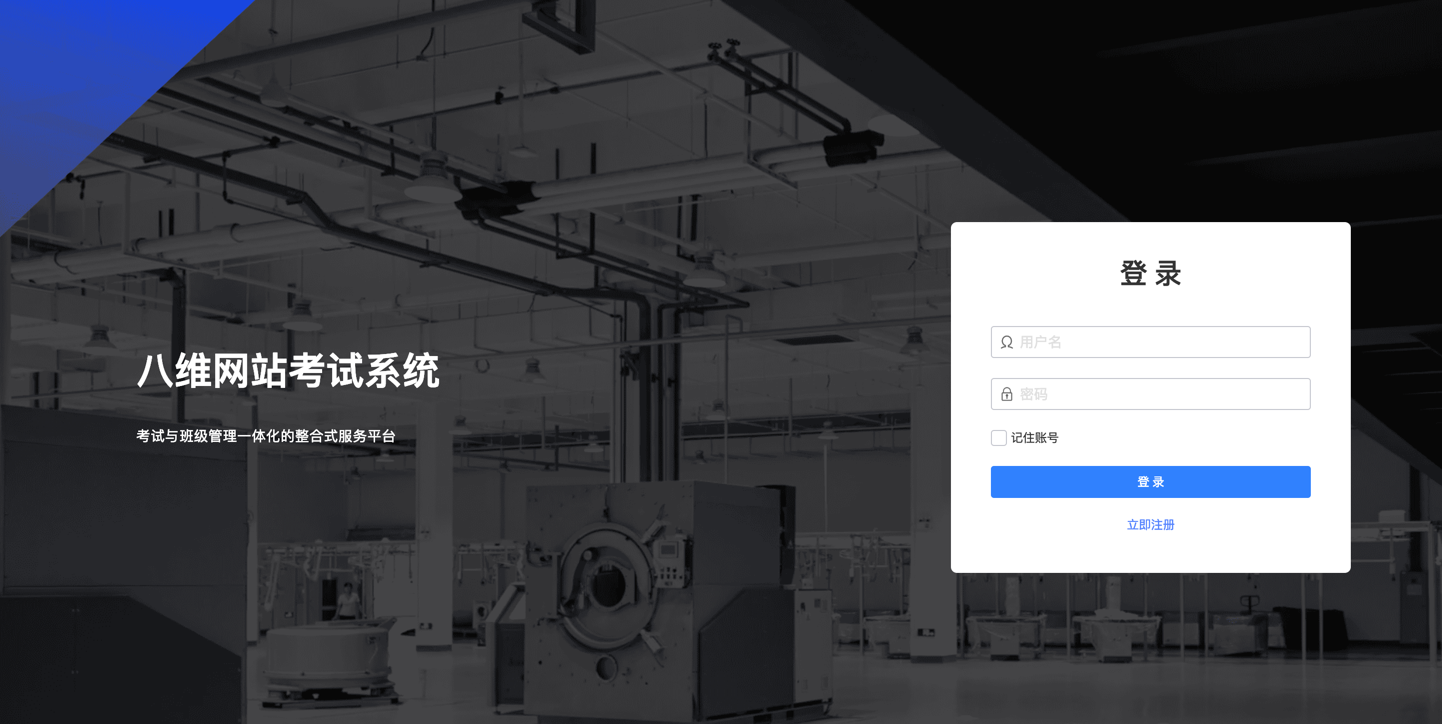 八维网站考试系统
考试与班级管理一体化的整合式服务平台
登 录
用户名
密码
记住账号
登 录
立即注册